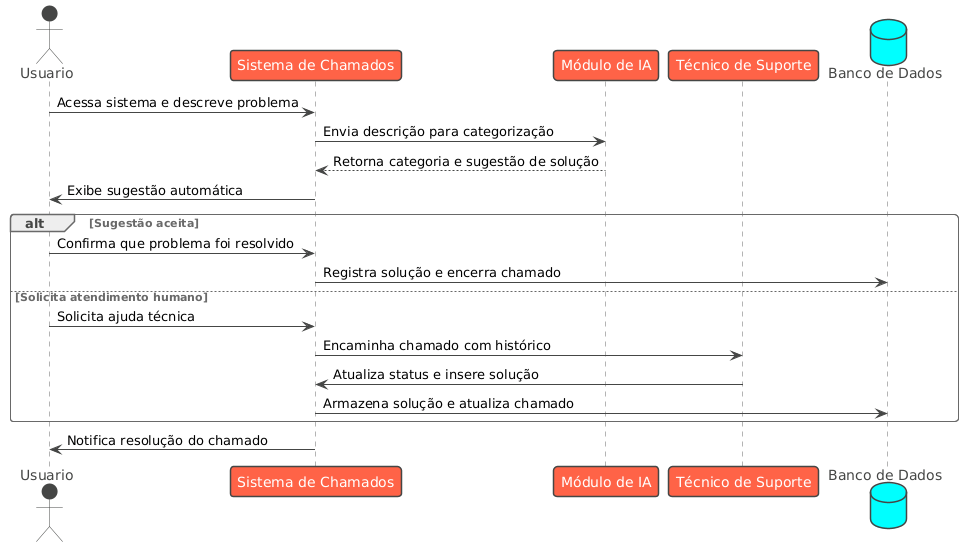 Usuario
Sistema de Chamados
Módulo de IA
Técnico de Suporte
Banco de Dados
Acessa sistema e descreve problema
Envia descrição para categorização
Retorna categoria e sugestão de solução
Exibe sugestão automática
alt [Sugestão aceita]
Confirma que problema foi resolvido
Registra solução e encerra chamado
[Solicita atendimento humano]
Solicita ajuda técnica
Encaminha chamado com histórico
Atualiza status e insere solução
Armazena solução e atualiza chamado
Notifica resolução do chamado
Usuario
Sistema de Chamados
Módulo de IA
Técnico de Suporte
Banco de Dados